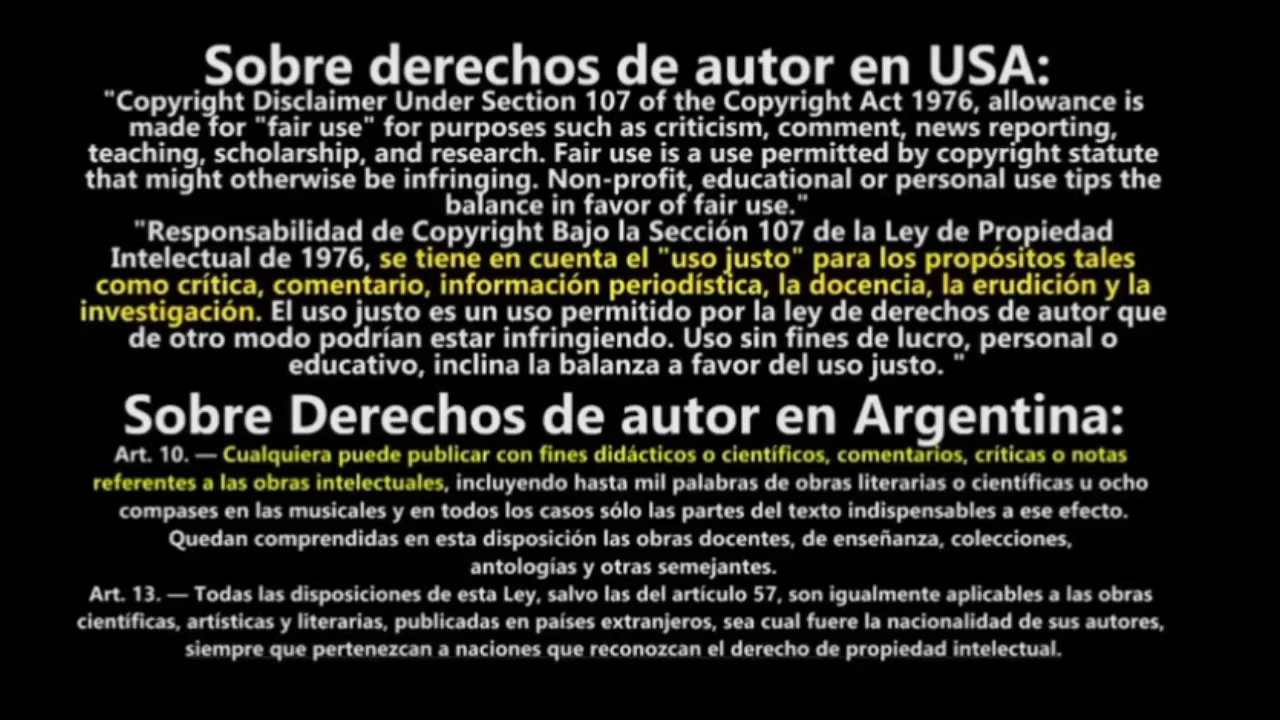 Sobre derechos de autor en USA:
"Copyright Disclaimer Under Section 107 of the Copyright Act 1976, allowance is
made for "fair use" for purposes such as criticism, comment, news reporting,
teaching, scholarship, and research. Fair use is a use permitted by copyright statute
that might otherwise be infringing. Non-profit, educational or personal use tips the
balance in favor of fair use."
"Responsabilidad de Copyright Bajo la Sección 107 de la Ley de Propiedad
Intelectual de 1976, se tiene en cuenta el "uso justo" para los propósitos tales
como crítica, comentario, información periodística, la docencia, la erudición y la
investigación. El uso justo es un uso permitido por la ley de derechos de autor que
de otro modo podrían estar infringiendo. Uso sin fines de lucro, personal o
educativo, inclina la balanza a favor del uso justo. "
Sobre Derechos de autor en Argentina:
Art. 10. — Cualquiera puede publicar con fines didácticos o científicos, comentarios, críticas o notas
referentes a las obras intelectuales, incluyendo hasta mil palabras de obras literarias o científicas u ocho
compases en las musicales y en todos los casos sólo las partes del texto indispensables a ese efecto.
Quedan comprendidas en esta disposición las obras docentes, de enseñanza, colecciones,
antologías y otras semejantes.
Art. 13. — Todas las disposiciones de esta Ley, salvo las del artículo 57, son igualmente aplicables a las obras
científicas, artísticas y literarias, publicadas en países extranjeros, sea cual fuere la nacionalidad de sus autores,
siempre que pertenezcan a naciones que reconozcan el derecho de propiedad intelectual.